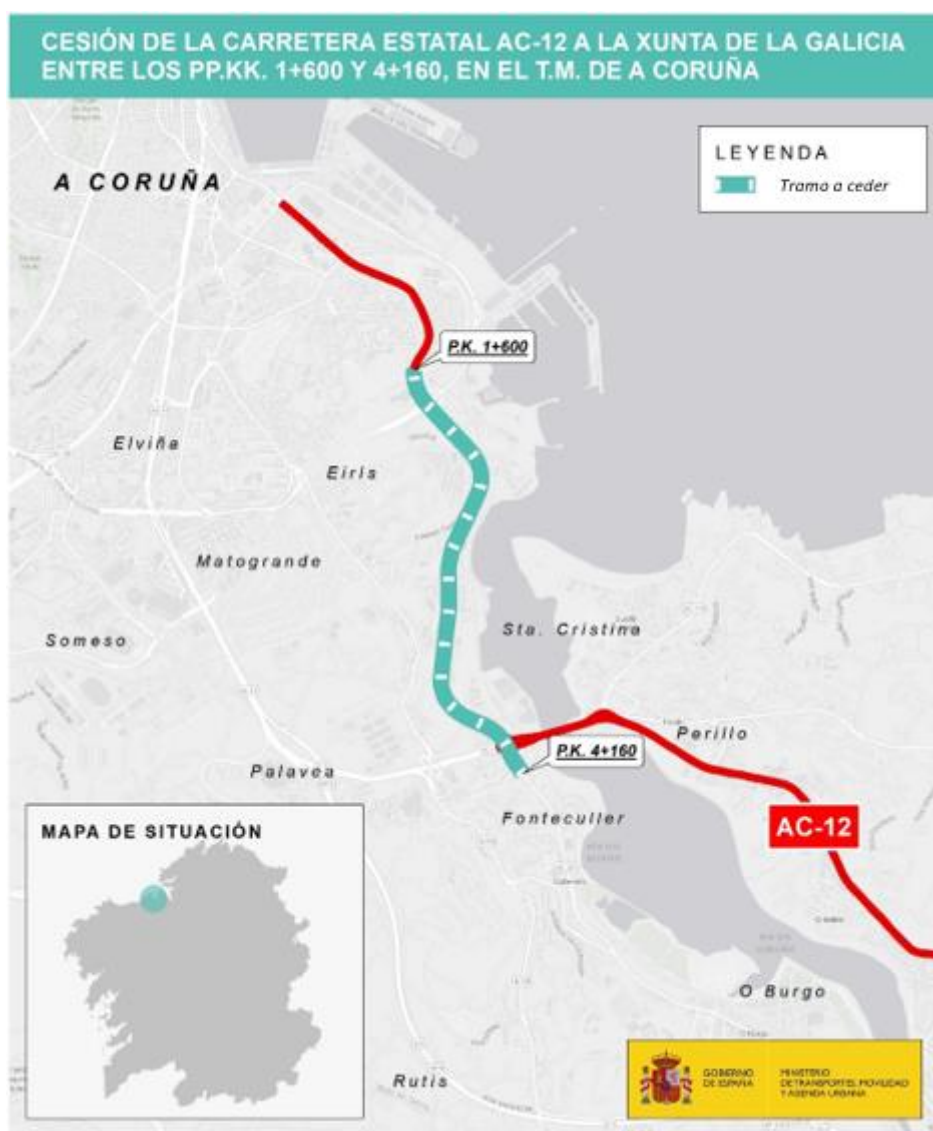 CESIÓN DE LA CARRETERA ESTATAL AC-12 A LA XUNTA DE LA GALICIA
ENTRE LOS PP.KK. 1+600 Y 4+160, EN EL T.M. DE A CORUÑA
LEYENDA
Tramo a ceder
A CORUÑA
P.K. 1+600
Elviña
Eirís
Matogrande
Someso
Sta. Cristina
Perillo
P.K. 4+160
Palavea
Fonteculler
AC-12
MAPA DE SITUACIÓN
O Burgo
Rutis
GOBIERNO
DE ESPAÑA
MINISTERIO
DE TRANSPORTES, MOVILIDAD
Y AGENDA URBANA